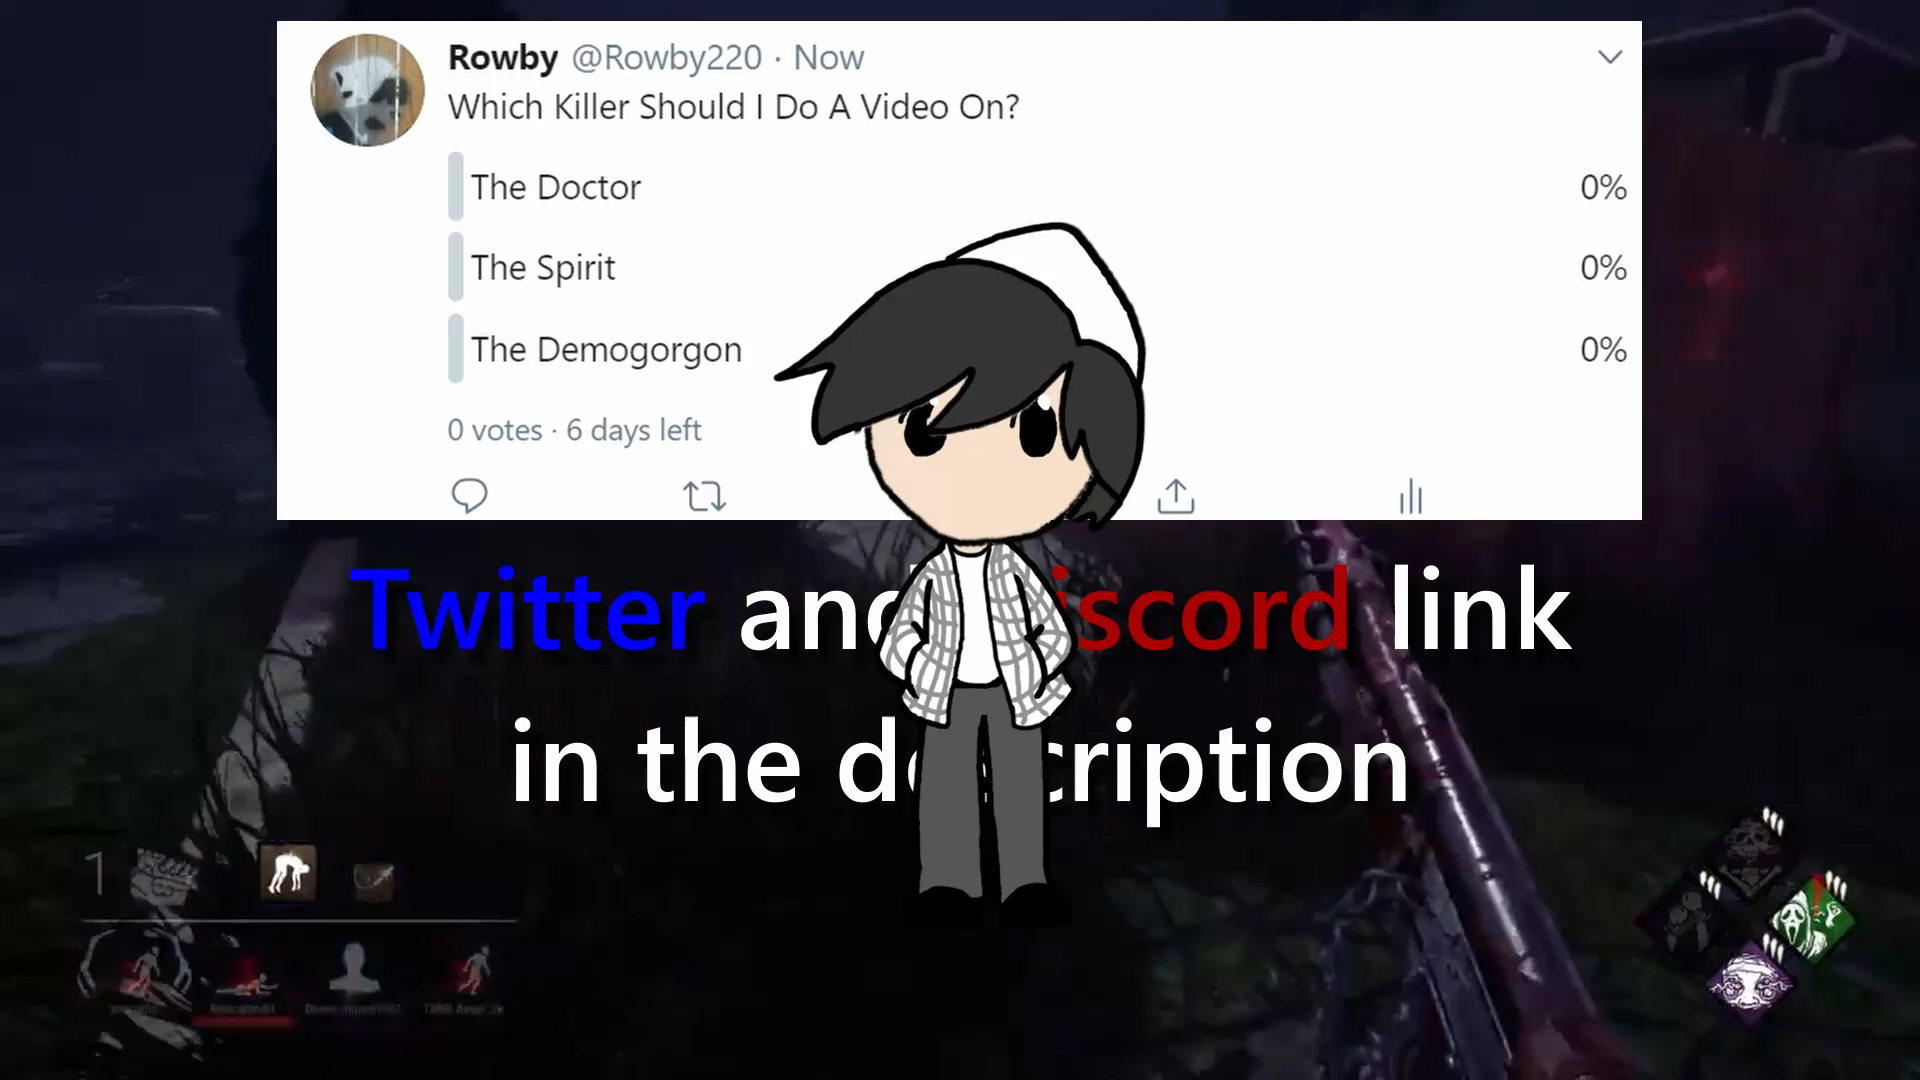 Rowby @Rowby220 · Now
Which Killer Should I Do A Video On?
The Doctor 0%
The Spirit 0%
The Demogorgon 0%
0 votes · 6 days left
Twitter and iscord link
in the d cription
1